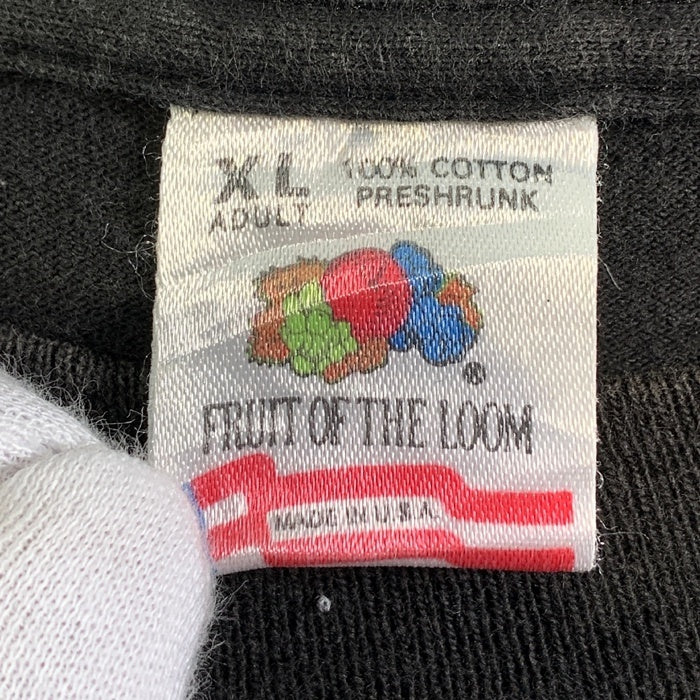 XL 100% COTTON
ADULT PRESHRUNK
®
FRUIT OF THE LOOM
MADE IN U.S.A.